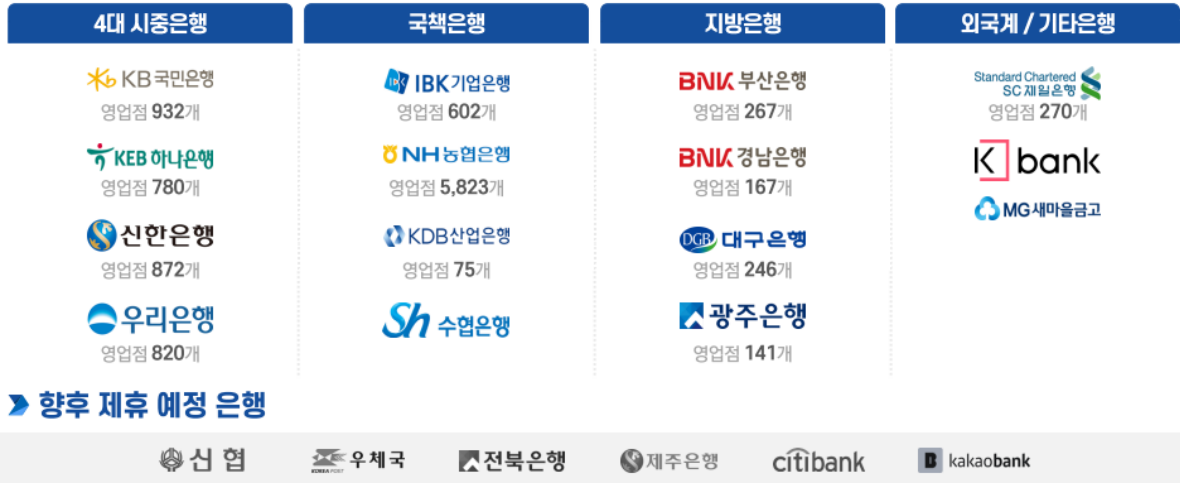 4대 시중은행
KB 국민은행
영업점 932개
KEB 하나은행
영업점 780개
신한은행
영업점 872개
우리은행
영업점 820개
국책은행
IBK기업은행
영업점 602개
NH농협은행
영업점 5,823개
KDB산업은행
영업점 75개
Sh 수협은행
지방은행
BNK 부산은행
영업점 267개
BNK 경남은행
영업점 167개
DGB 대구은행
영업점 246개
광주은행
영업점 141개
외국계 / 기타은행
Standard Chartered
SC제일은행
영업점 270개
K bank
MG새마을금고
향후 제휴 예정 은행
신협
KOREA POST 우체국
전북은행
제주은행
citibank
B kakaobank